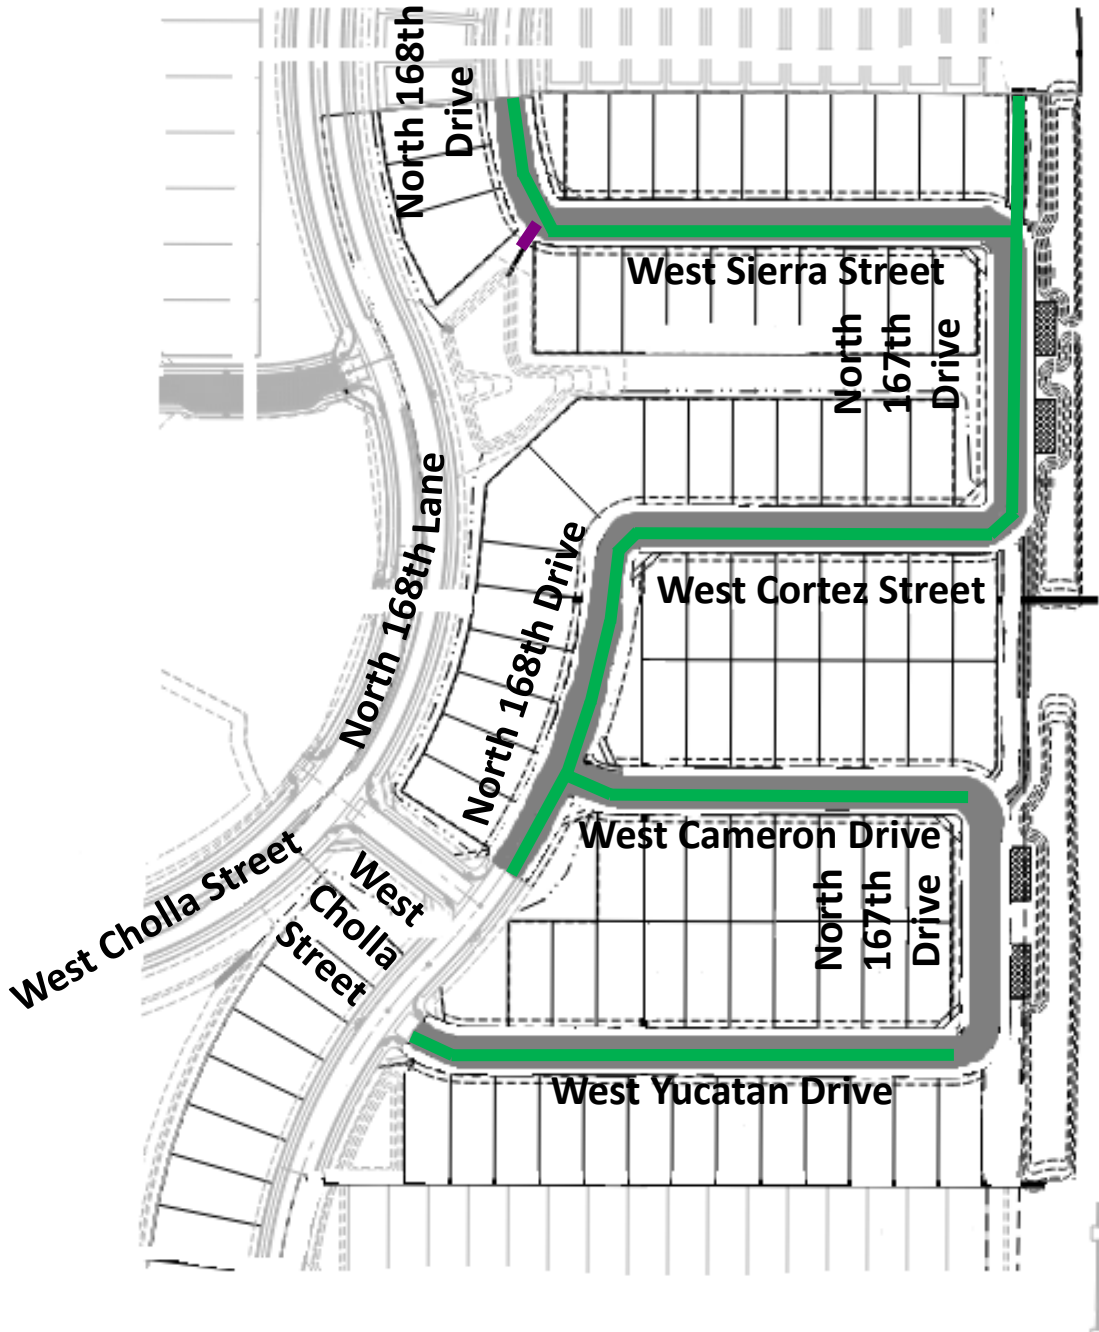 North 168th
Drive
West Sierra Street
North
167th
Drive
North 168th Lane
North 168th Drive
West Cortez Street
West Cameron Drive
West Cholla Street
West
Cholla
Street
North
167th
Drive
West Yucatan Drive